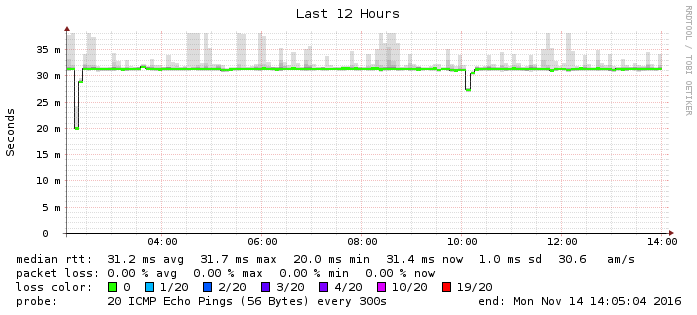 Last 12 Hours
RRDTOOL / TOBI OETIKER
Seconds
35 m
30 m
25 m
20 m
15 m
10 m
5 m
0
04:00 06:00 08:00 10:00 12:00 14:00
median rtt: 31.2 ms avg 31.7 ms max 20.0 ms min 31.4 ms now 1.0 ms sd 30.6 am/s
packet loss: 0.00 % avg 0.00 % max 0.00 % min 0.00 % now
loss color: 0 1/20 2/20 3/20 4/20 10/20 19/20
probe: 20 ICMP Echo Pings (56 Bytes) every 300s end: Mon Nov 14 14:05:04 2016